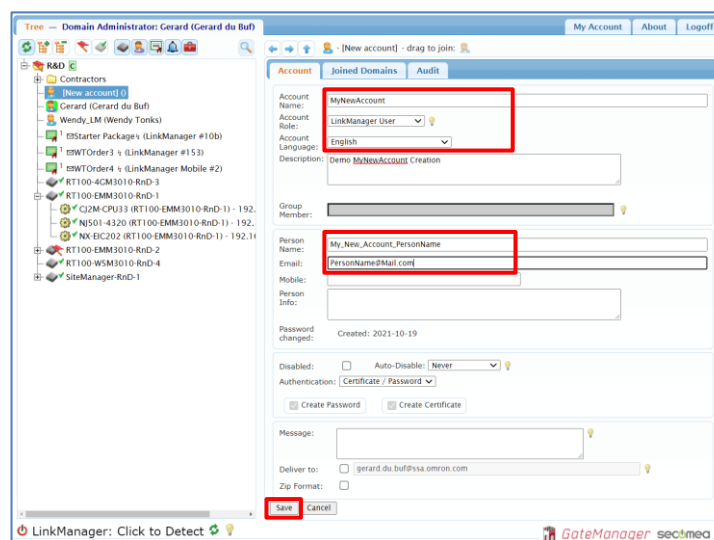 Tree — Domain Administrator: Gerard (Gerard du Buf)
My Account
About
Logoff
- [New account] - drag to join:
R&D C
Contractors
[New account] ()
Gerard (Gerard du Buf)
Wendy_LM (Wendy Tonks)
Starter Package (LinkManager #10b)
WTOrder3 (LinkManager #153)
WTOrder4 (LinkManager Mobile #2)
RT100-4GM3010-RnD-3
RT100-EMM3010-RnD-1
CJ2M-CPU33 (RT100-EMM3010-RnD-1) - 192.
NJ501-4320 (RT100-EMM3010-RnD-1) - 192.
NX-EIC202 (RT100-EMM3010-RnD-1) - 192.16
RT100-EMM3010-RnD-2
RT100-WSM3010-RnD-4
SiteManager-RnD-1
LinkManager: Click to Detect
Account
Joined Domains
Audit
Account Name: MyNewAccount
Account Role: LinkManager User
Account Language: English
Description: Demo MyNewAccount Creation
Group Member:
Person Name: My_New_Account_PersonName
Email: PersonName@Mail.com
Mobile:
Person Info:
Password changed: Created: 2021-10-19
Disabled: Auto-Disable: Never
Authentication: Certificate / Password
Create Password Create Certificate
Message:
Deliver to: gerard.du.buf@ssa.omron.com
Zip Format:
Save Cancel
GateManager secomea